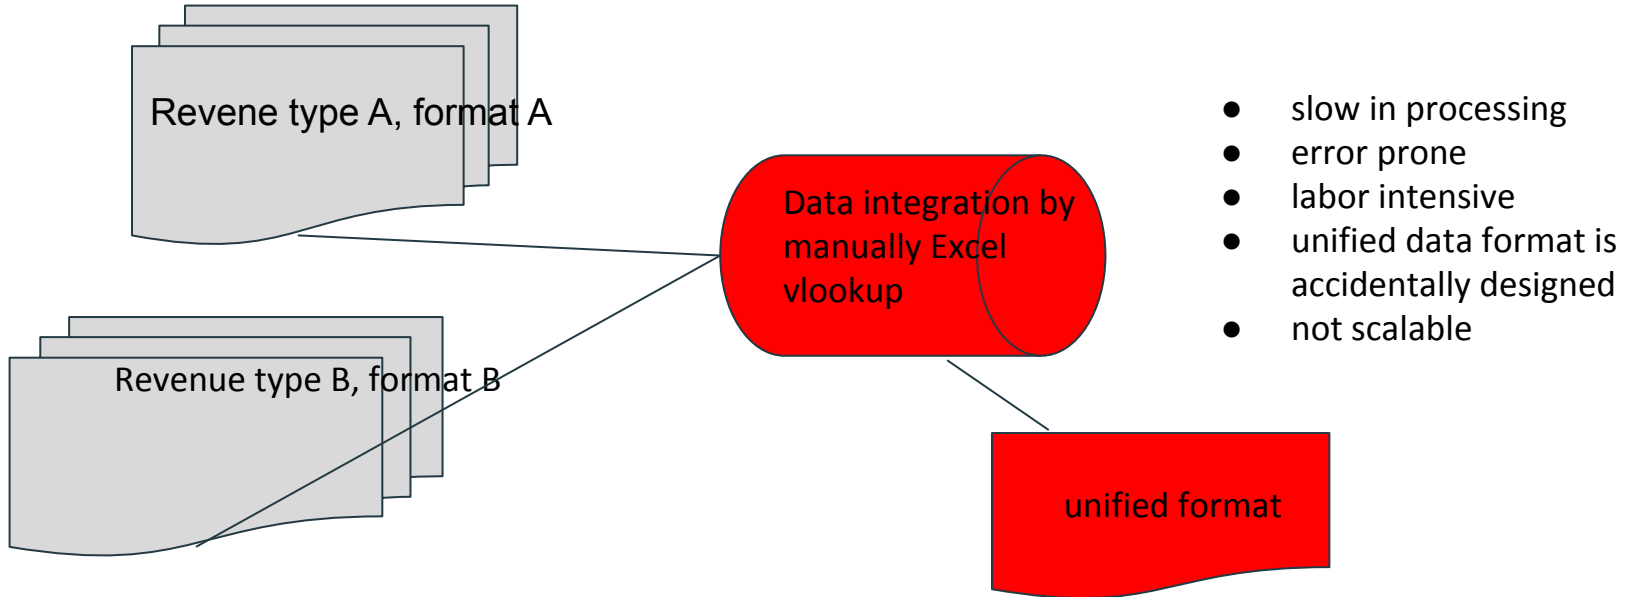 Revene type A, format A
Revenue type B, format B
Data integration by
manually Excel
vlookup
unified format
● slow in processing
● error prone
● labor intensive
● unified data format is
accidentally designed
● not scalable